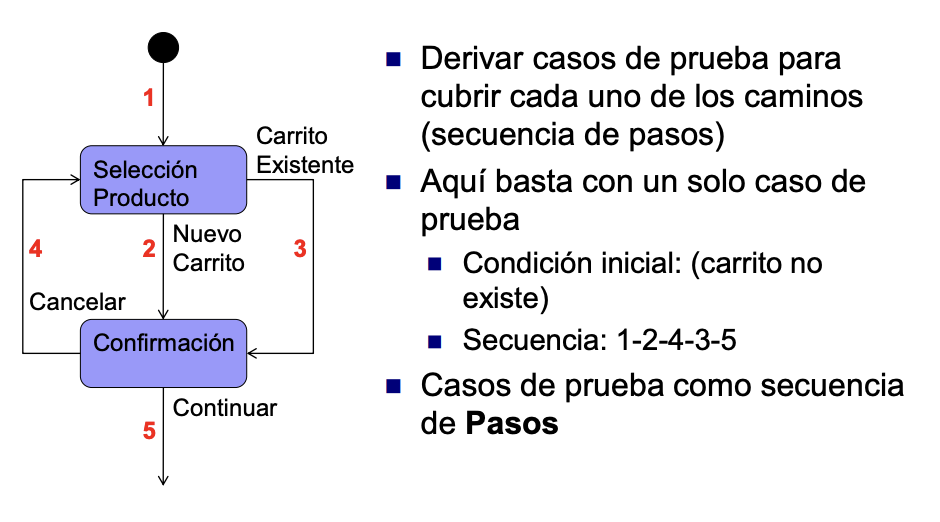 1
Carrito
Existente
Selección
Producto
4
2
Nuevo
Carrito
3
Cancelar
Confirmación
Continuar
5
Derivar casos de prueba para
cubrir cada uno de los caminos
(secuencia de pasos)
Aquí basta con un solo caso de
prueba
Condición inicial: (carrito no
existe)
Secuencia: 1-2-4-3-5
Casos de prueba como secuencia
de Pasos